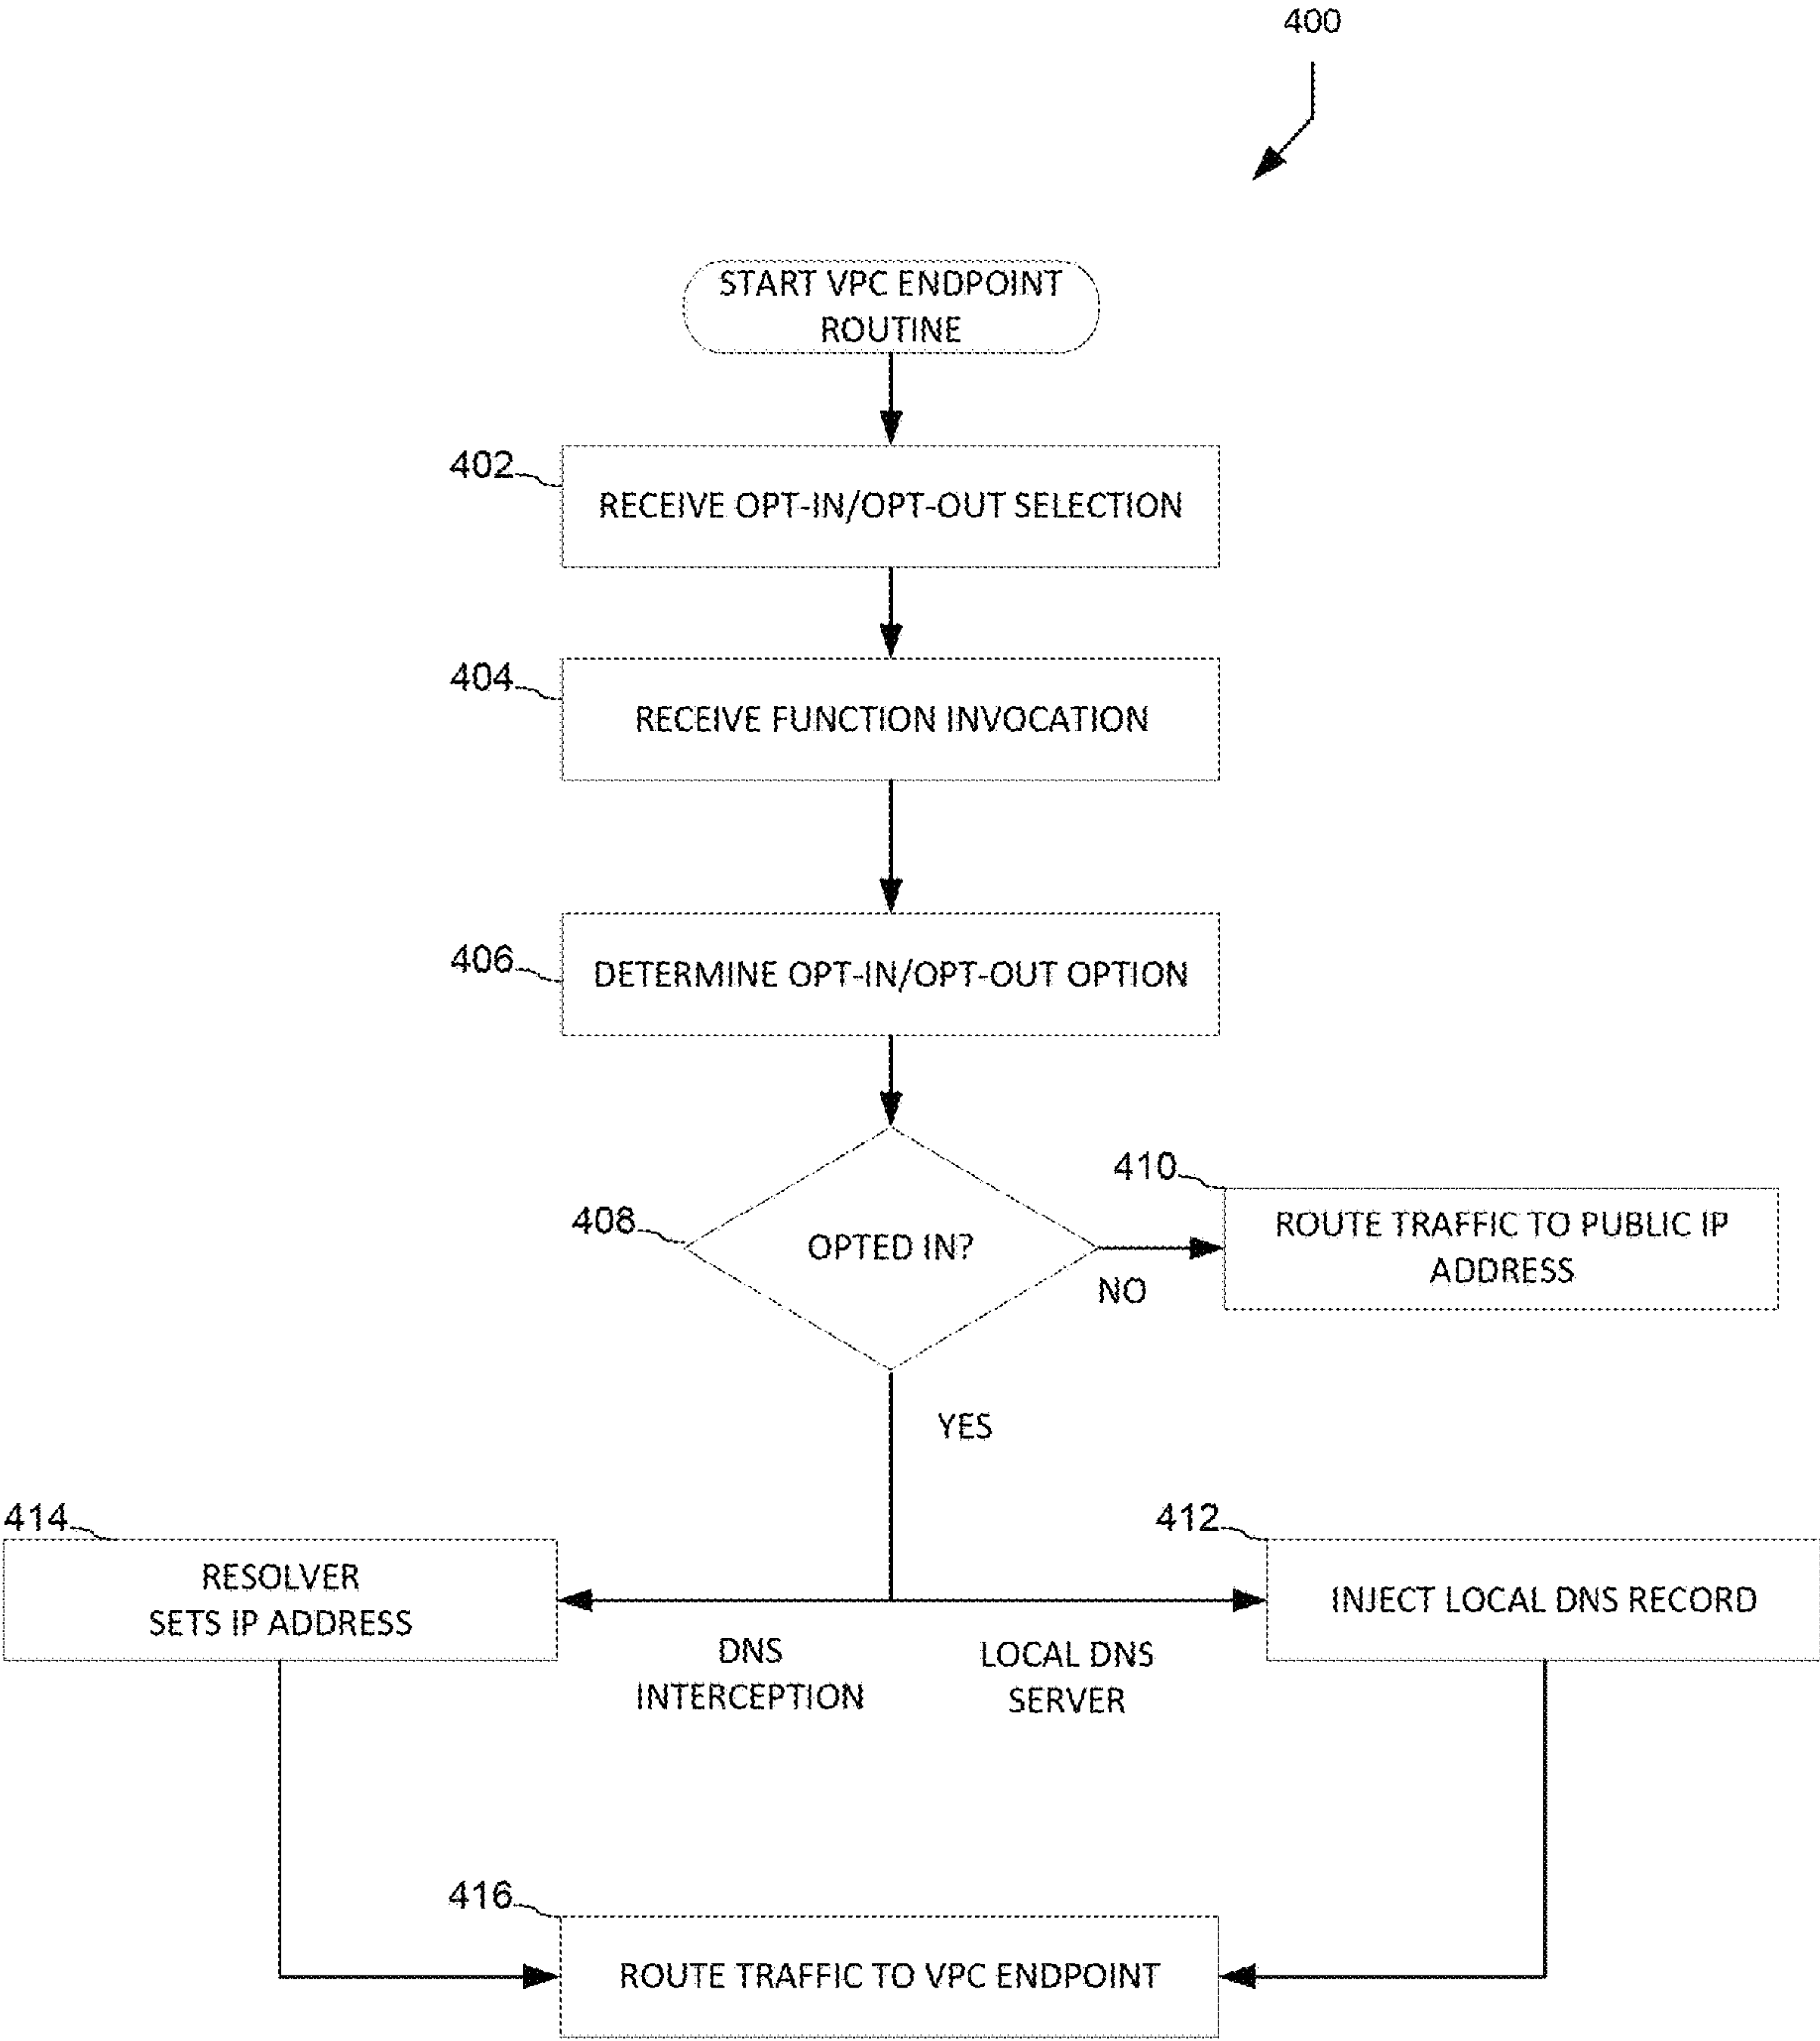 400
START VPC ENDPOINT
ROUTINE
402
RECEIVE OPT-IN/OPT-OUT SELECTION
404
RECEIVE FUNCTION INVOCATION
406
DETERMINE OPT-IN/OPT-OUT OPTION
408
OPTED IN?
NO
410
ROUTE TRAFFIC TO PUBLIC IP
ADDRESS
YES
414
RESOLVER
SETS IP ADDRESS
DNS
INTERCEPTION
LOCAL DNS
SERVER
412
INJECT LOCAL DNS RECORD
416
ROUTE TRAFFIC TO VPC ENDPOINT